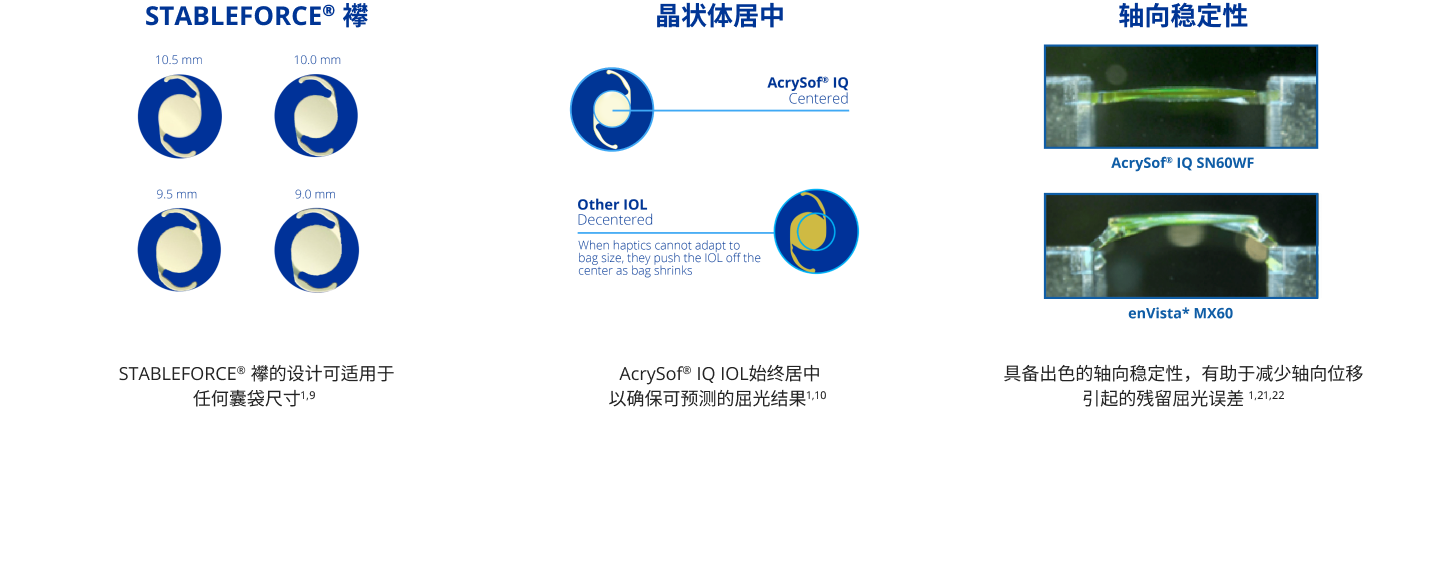 STABLEFORCE® 襻
10.5 mm
10.0 mm
9.5 mm
9.0 mm
STABLEFORCE® 襻的设计可适用于
任何囊袋尺寸1,9
晶状体居中
AcrySof® IQ
Centered
Other IOL
Decentered
When haptics cannot adapt to
bag size, they push the IOL off the
center as bag shrinks
AcrySof® IQ IOL始终居中
以确保可预测的屈光结果1,10
轴向稳定性
AcrySof® IQ SN60WF
enVista* MX60
具备出色的轴向稳定性，有助于减少轴向位移
引起的残留屈光误差 1,21,22